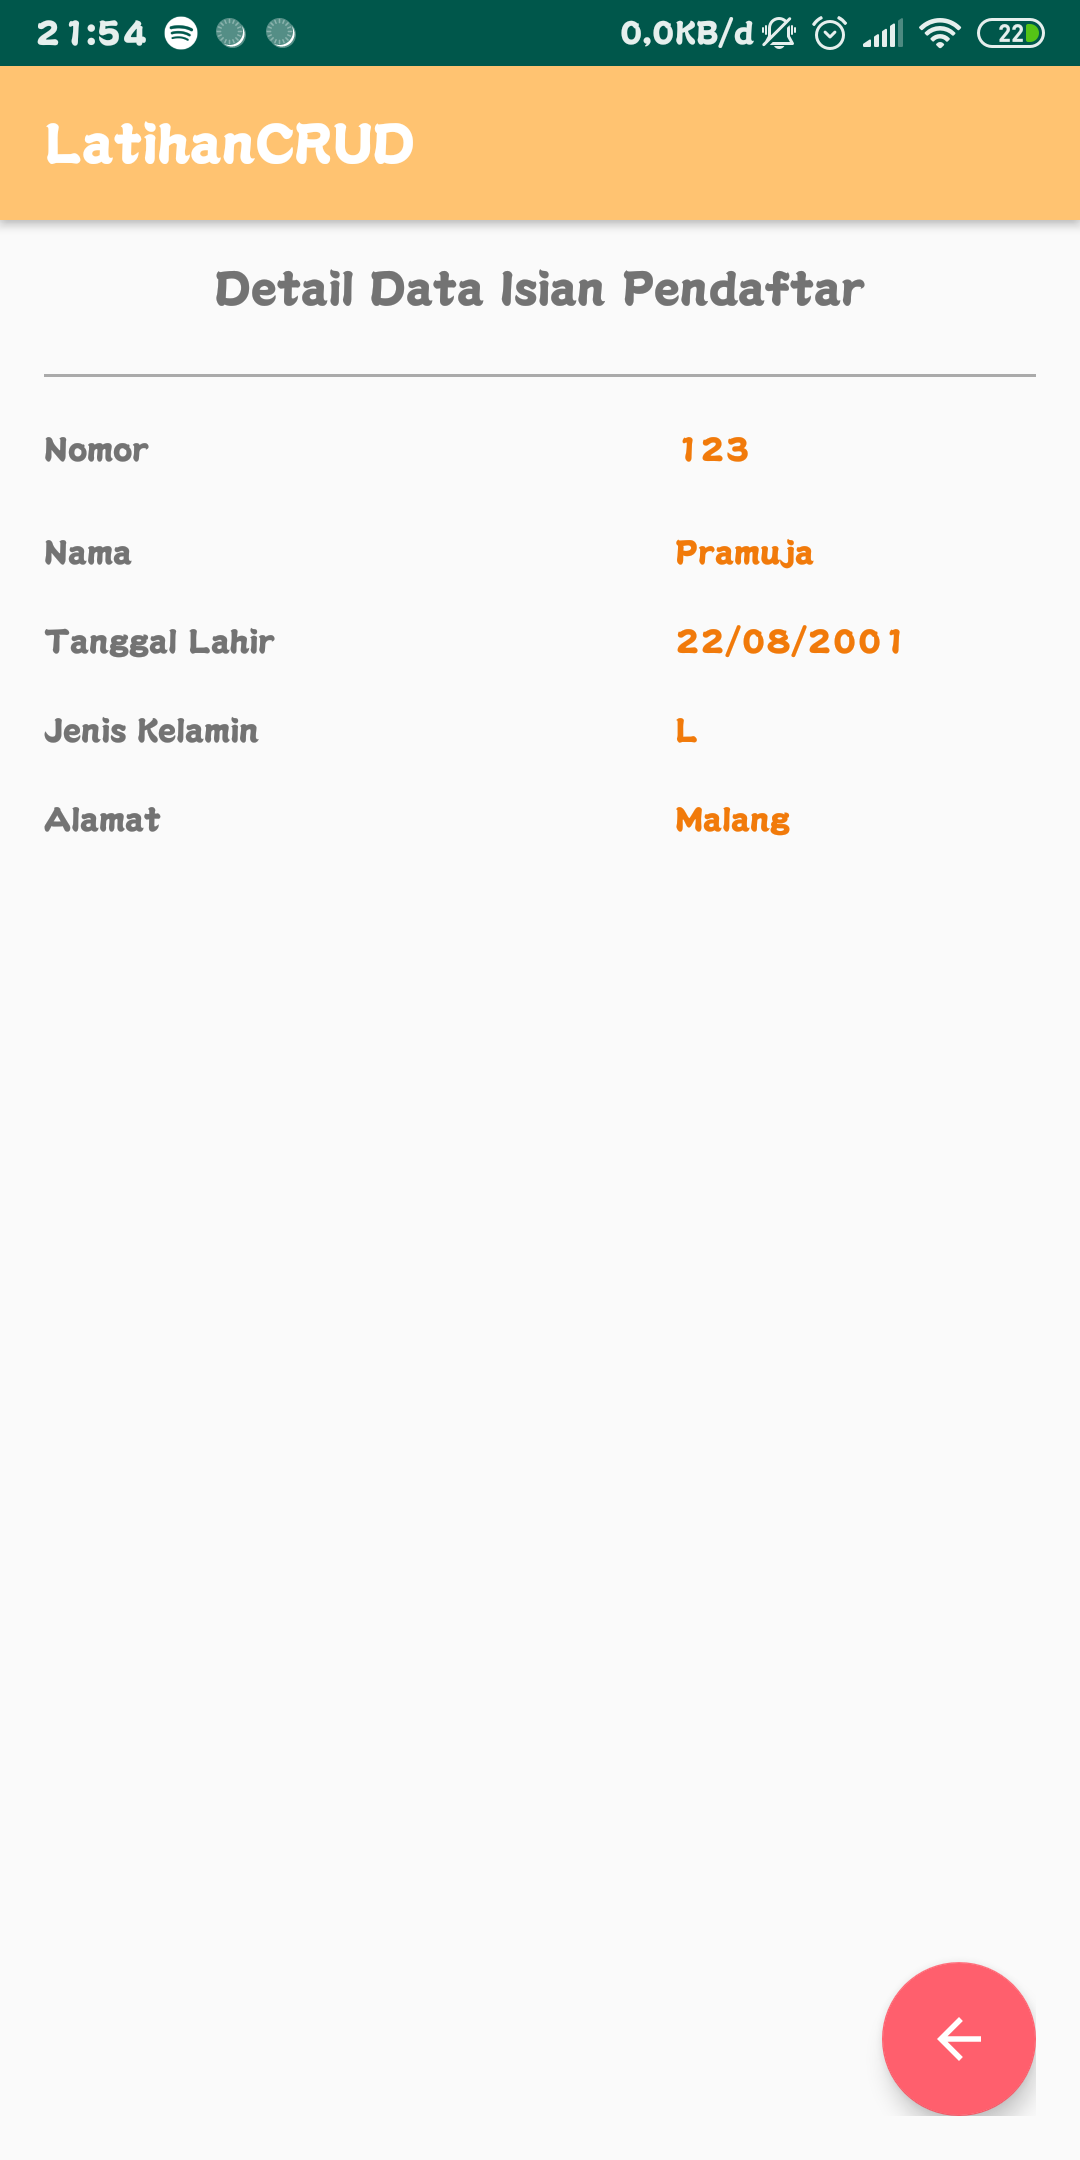 21:54 0,0KB/d 22
LatihanCRUD
Detail Data Isian Pendaftar
Nomor 123
Nama Pramuja
Tanggal Lahir 22/08/2001
Jenis Kelamin L
Alamat Malang